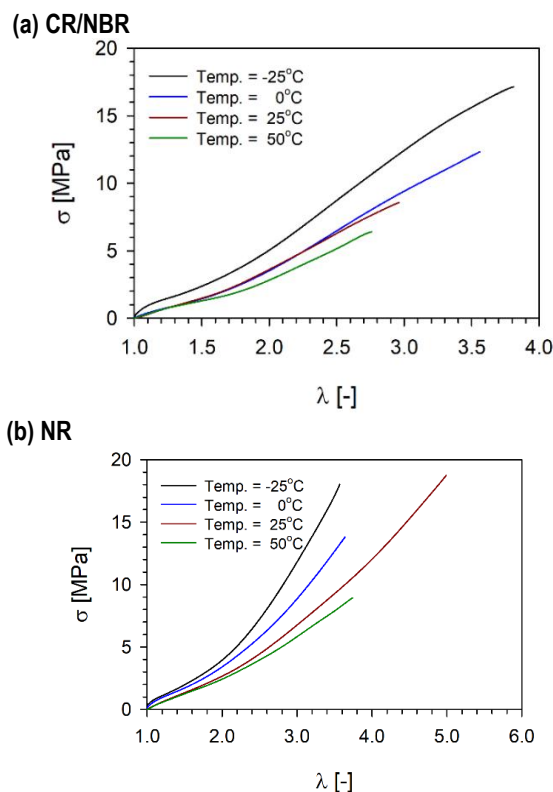 (a) CR/NBR
20
15
10
5
0
σ [MPa]
Temp. = -25°C
Temp. = 0°C
Temp. = 25°C
Temp. = 50°C
1.0 1.5 2.0 2.5 3.0 3.5 4.0
λ [-]
(b) NR
20
15
10
5
0
σ [MPa]
Temp. = -25°C
Temp. = 0°C
Temp. = 25°C
Temp. = 50°C
1.0 2.0 3.0 4.0 5.0 6.0
λ [-]